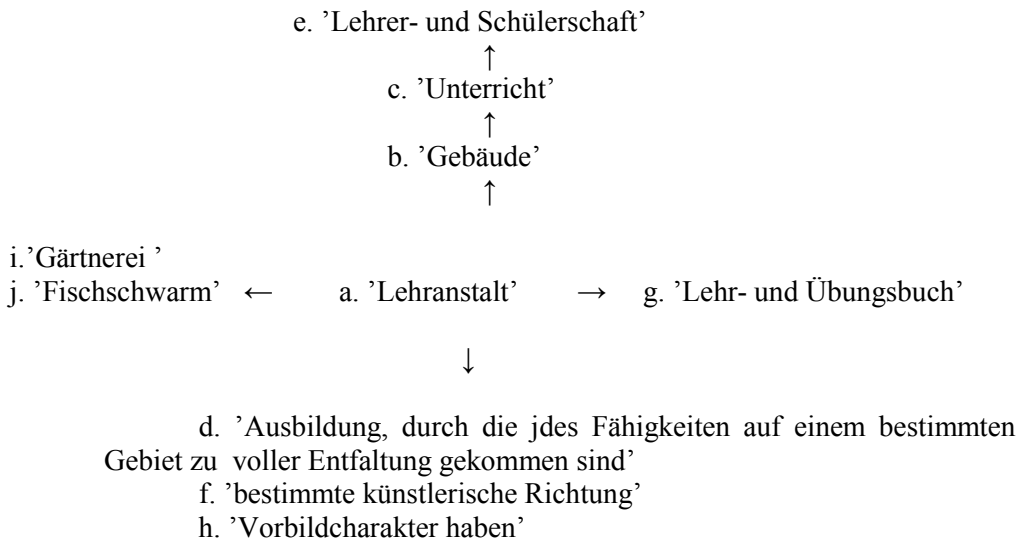 e. ’Lehrer- und Schülerschaft’
↑
c. ’Unterricht’
↑
b. ’Gebäude’
↑
i.’Gärtnerei ’
j. ’Fischschwarm’ ← a. ’Lehranstalt’ → g. ’Lehr- und Übungsbuch’
↓
d. ’Ausbildung, durch die jdes Fähigkeiten auf einem bestimmten
Gebiet zu voller Entfaltung gekommen sind’
f. ’bestimmte künstlerische Richtung’
h. ’Vorbildcharakter haben’